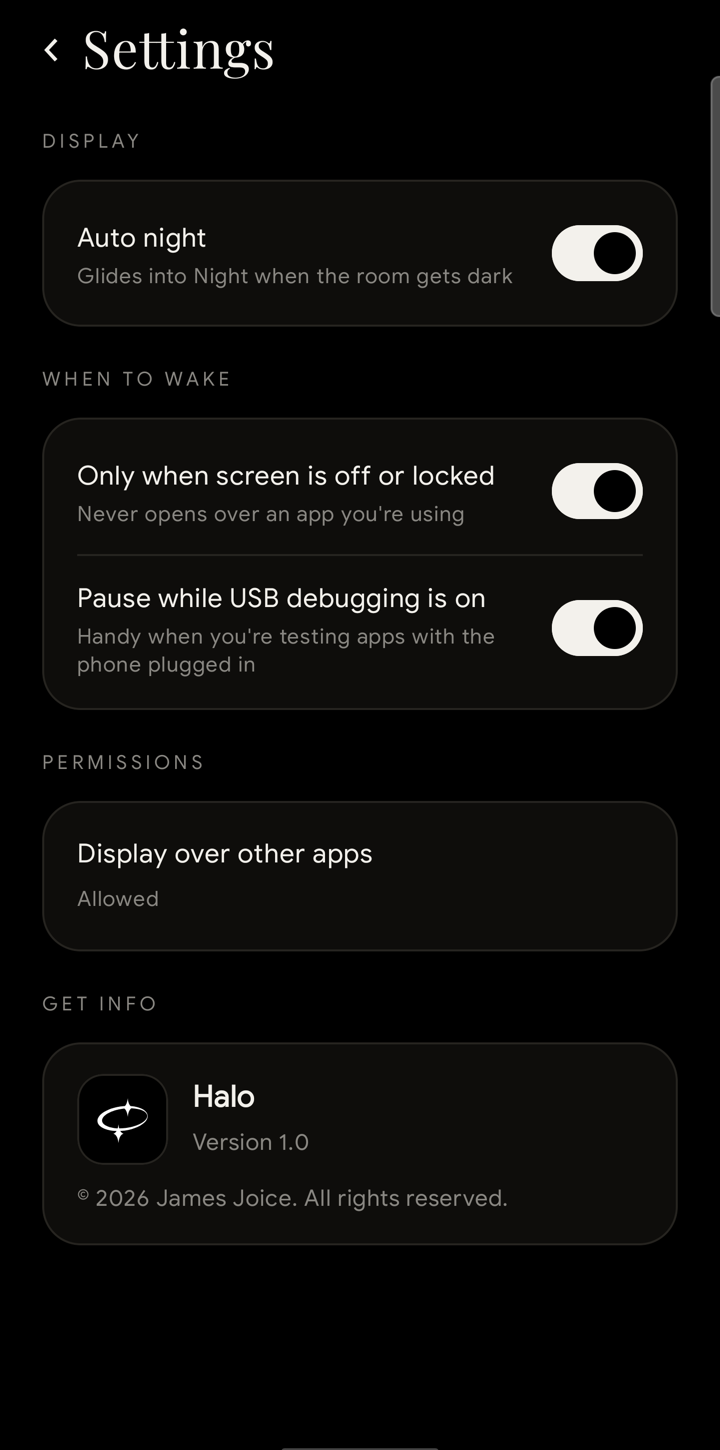 Settings
DISPLAY
Auto night
Glides into Night when the room gets dark
WHEN TO WAKE
Only when screen is off or locked
Never opens over an app you're using
Pause while USB debugging is on
Handy when you're testing apps with the
phone plugged in
PERMISSIONS
Display over other apps
Allowed
GET INFO
Halo
Version 1.0
© 2026 James Joice. All rights reserved.